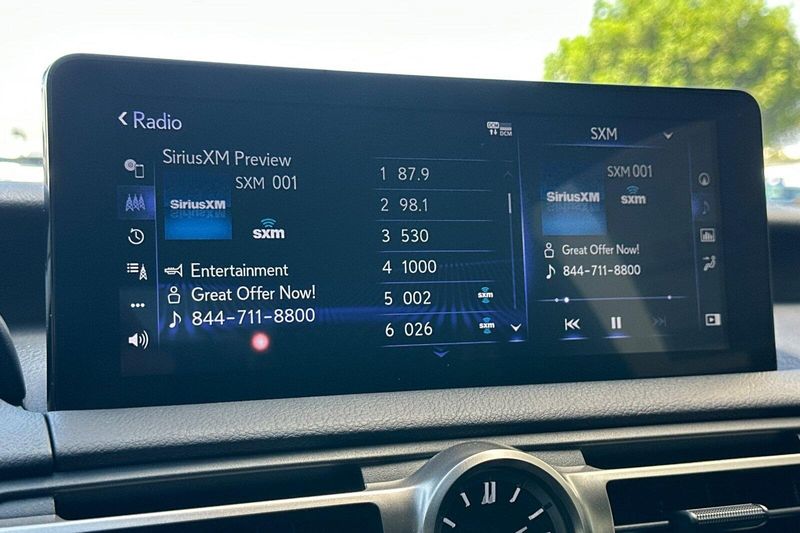 Radio
DCM
DCM
SiriusXM Preview
SXM 001
SiriusXM
sxm
Entertainment
Great Offer Now!
844-711-8800
1 87.9
2 98.1
3 530
4 1000
5 002 sxm
6 026 sxm
SXM
SXM 001
SiriusXM
sxm
Great Offer Now!
844-711-8800